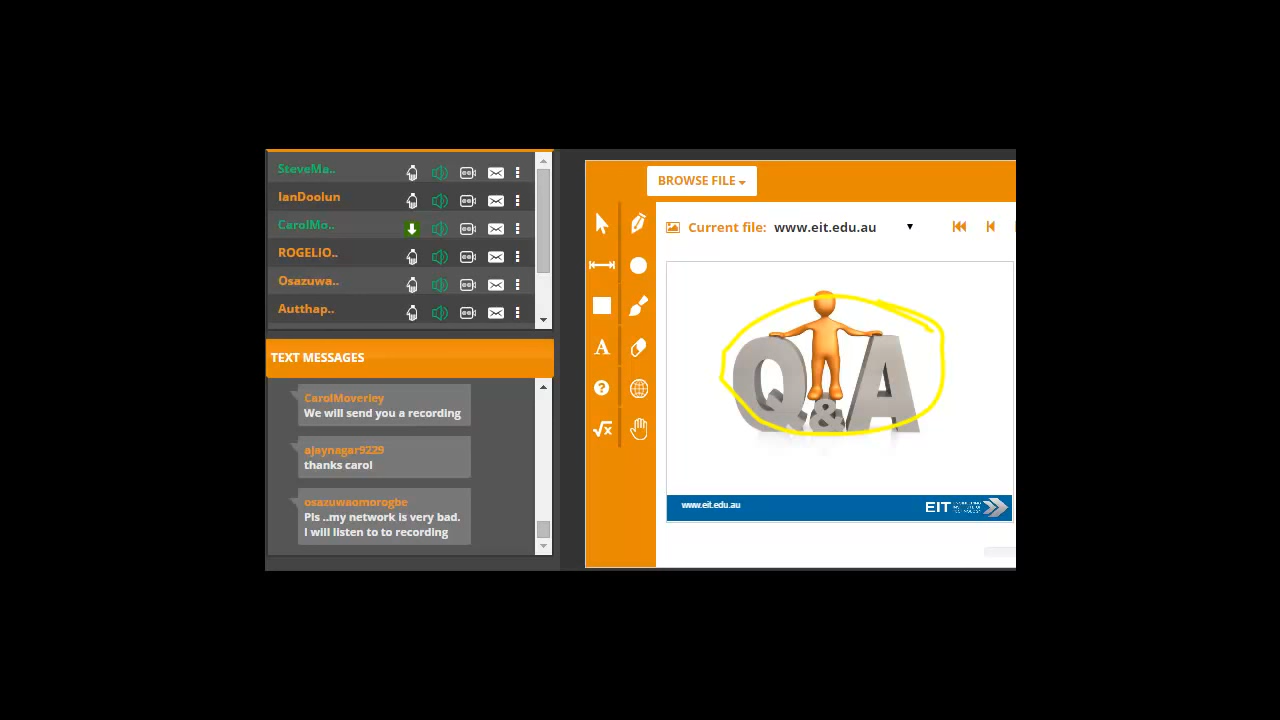 SteveMa..
IanDoolun
CarolMo..
ROGELIO..
Osazuwa..
Autthap..
TEXT MESSAGES
CarolMoverley
We will send you a recording
ajaynagar9229
thanks carol
osazuwaomorogbe
Pls ..my network is very bad.
I will listen to to recording
BROWSE FILE
Current file: www.eit.edu.au
Q&A
www.eit.edu.au
EIT